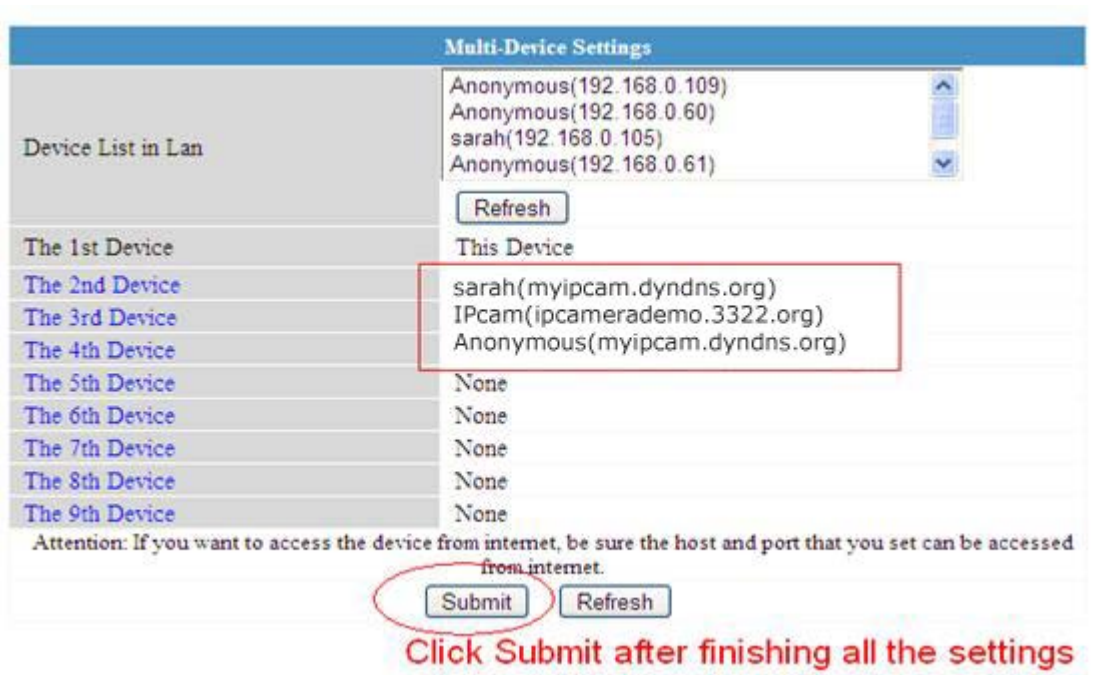 Multi-Device Settings
Device List in Lan
Anonymous(192.168.0.109)
Anonymous(192.168.0.60)
sarah(192.168.0.105)
Anonymous(192.168.0.61)
Refresh
The 1st Device This Device
The 2nd Device sarah(myipcam.dyndns.org)
The 3rd Device IPcam(ipcamerademo.3322.org)
The 4th Device Anonymous(myipcam.dyndns.org)
The 5th Device None
The 6th Device None
The 7th Device None
The 8th Device None
The 9th Device None
Attention: If you want to access the device from internet, be sure the host and port that you set can be accessed
from internet.
Submit Refresh
Click Submit after finishing all the settings